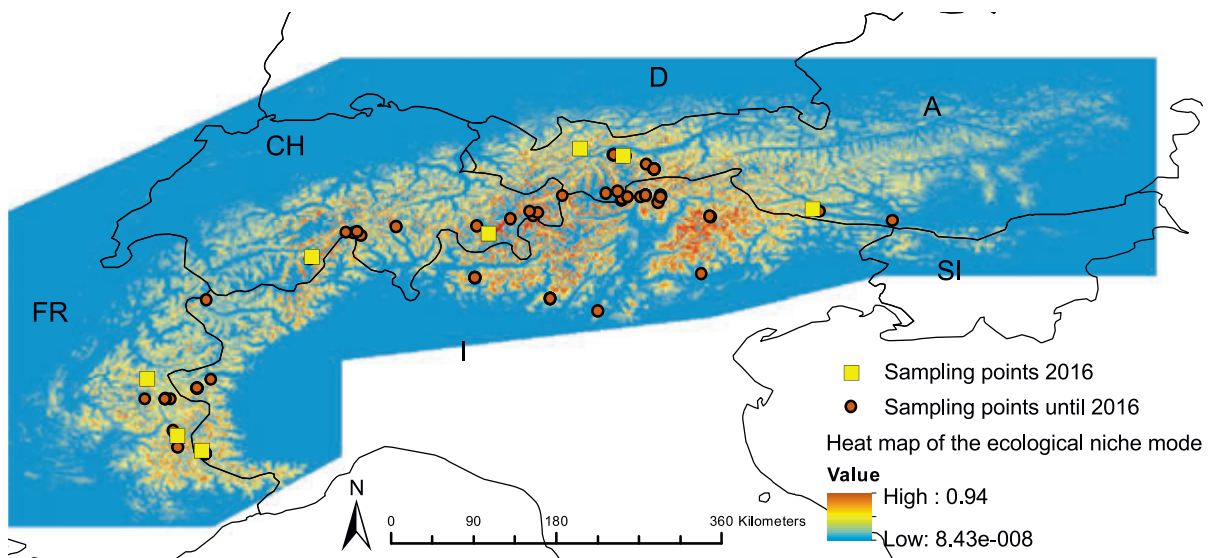 D
A
CH
SI
FR
I
Sampling points 2016
Sampling points until 2016
Heat map of the ecological niche mode
Value
High : 0.94
Low: 8.43e-008
N
0 90 180 360 Kilometers